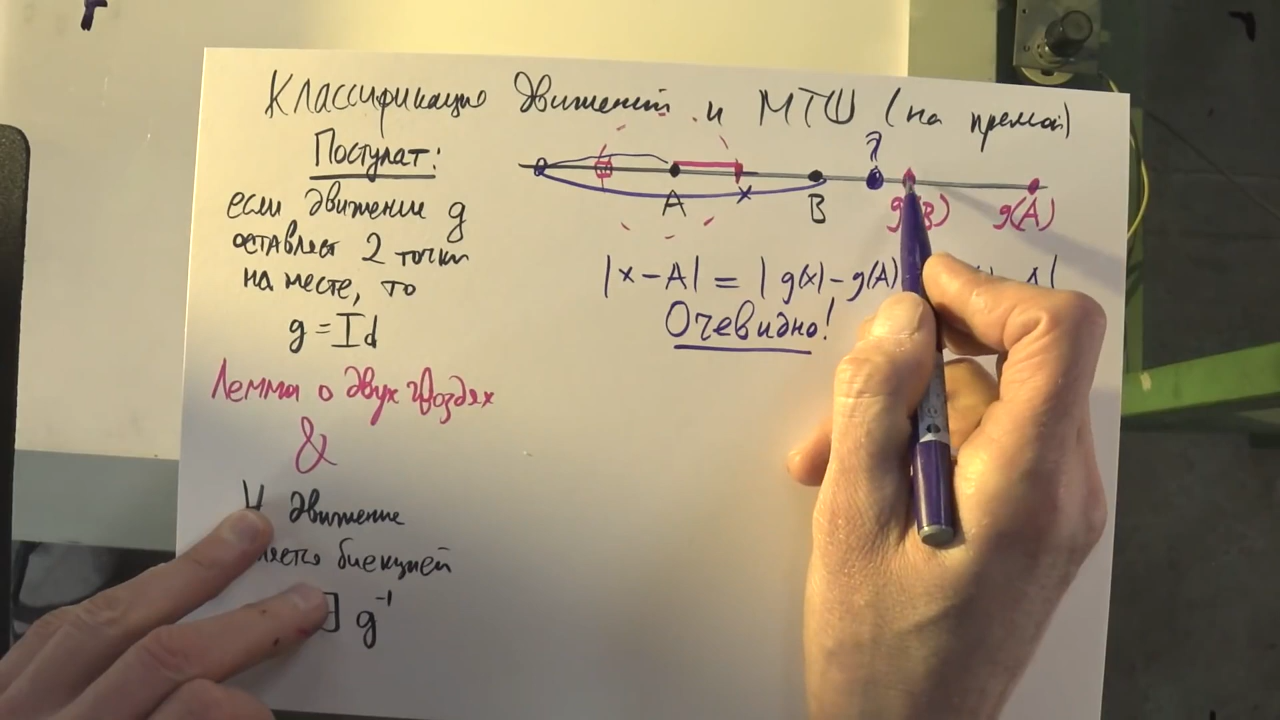 Классификация движений и МТШ (на прямой)
Постулат:
если движение g
оставляет 2 точки
на месте, то
g = Id
Лемма о двух гвоздях
&
∀ движение
биекцией
∃ g⁻¹
?
A x B g(B) g(A)
|x-A| = |g(x)-g(A)
Очевидно!